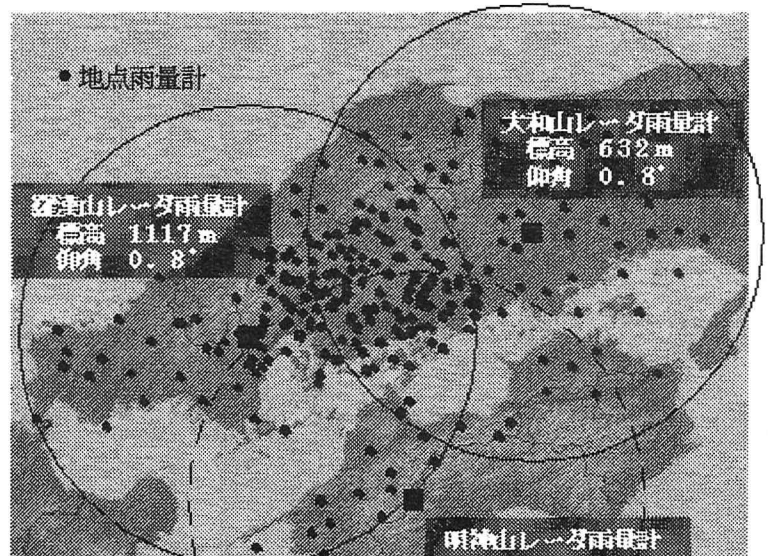 地点雨量計
大和山レーダ雨量計
標高 632m
仰角 0.8°
羅漢山レーダ雨量計
標高 1117m
仰角 0.8°
明神山レーダ雨量計